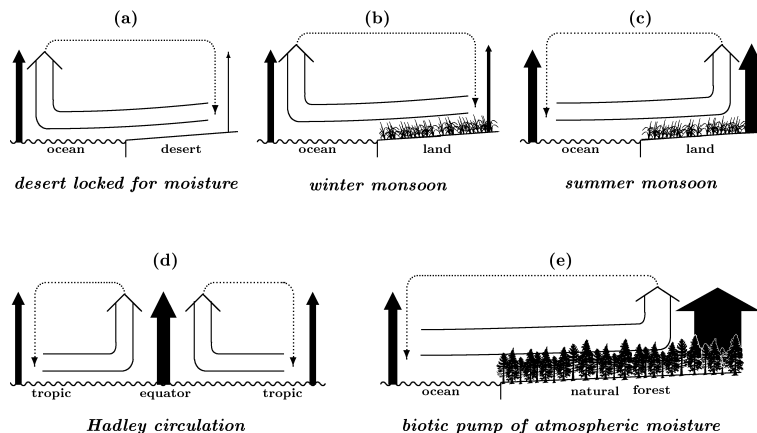 (a)
ocean
desert
desert locked for moisture
(b)
ocean
land
winter monsoon
(c)
ocean
land
summer monsoon
(d)
tropic
equator
tropic
Hadley circulation
(e)
ocean
natural forest
biotic pump of atmospheric moisture